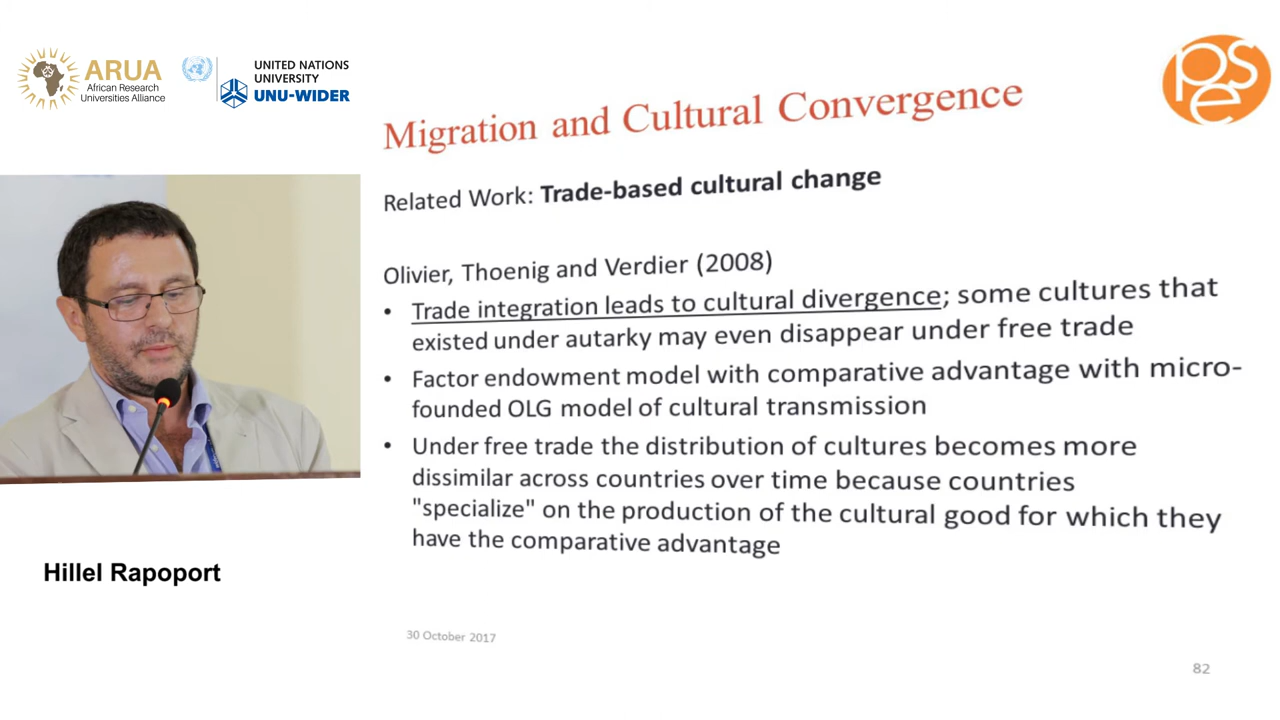 ARUA
African Research
Universities Alliance
UNITED NATIONS
UNIVERSITY
UNU-WIDER
pse
Migration and Cultural Convergence
Related Work: Trade-based cultural change
Olivier, Thoenig and Verdier (2008)
• Trade integration leads to cultural divergence; some cultures that
existed under autarky may even disappear under free trade
• Factor endowment model with comparative advantage with micro-
founded OLG model of cultural transmission
• Under free trade the distribution of cultures becomes more
dissimilar across countries over time because countries
"specialize" on the production of the cultural good for which they
have the comparative advantage
Hillel Rapoport
30 October 2017
82